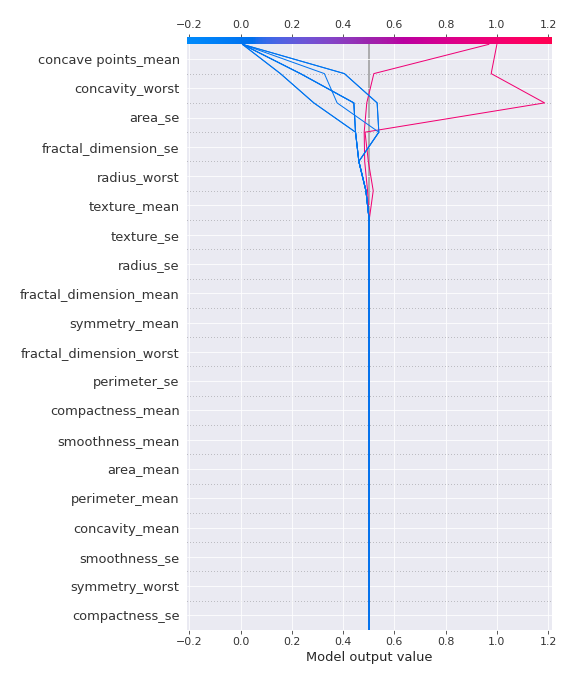 −0.2 0.0 0.2 0.4 0.6 0.8 1.0 1.2
concave points_mean
concavity_worst
area_se
fractal_dimension_se
radius_worst
texture_mean
texture_se
radius_se
fractal_dimension_mean
symmetry_mean
fractal_dimension_worst
perimeter_se
compactness_mean
smoothness_mean
area_mean
perimeter_mean
concavity_mean
smoothness_se
symmetry_worst
compactness_se
−0.2 0.0 0.2 0.4 0.6 0.8 1.0 1.2
Model output value